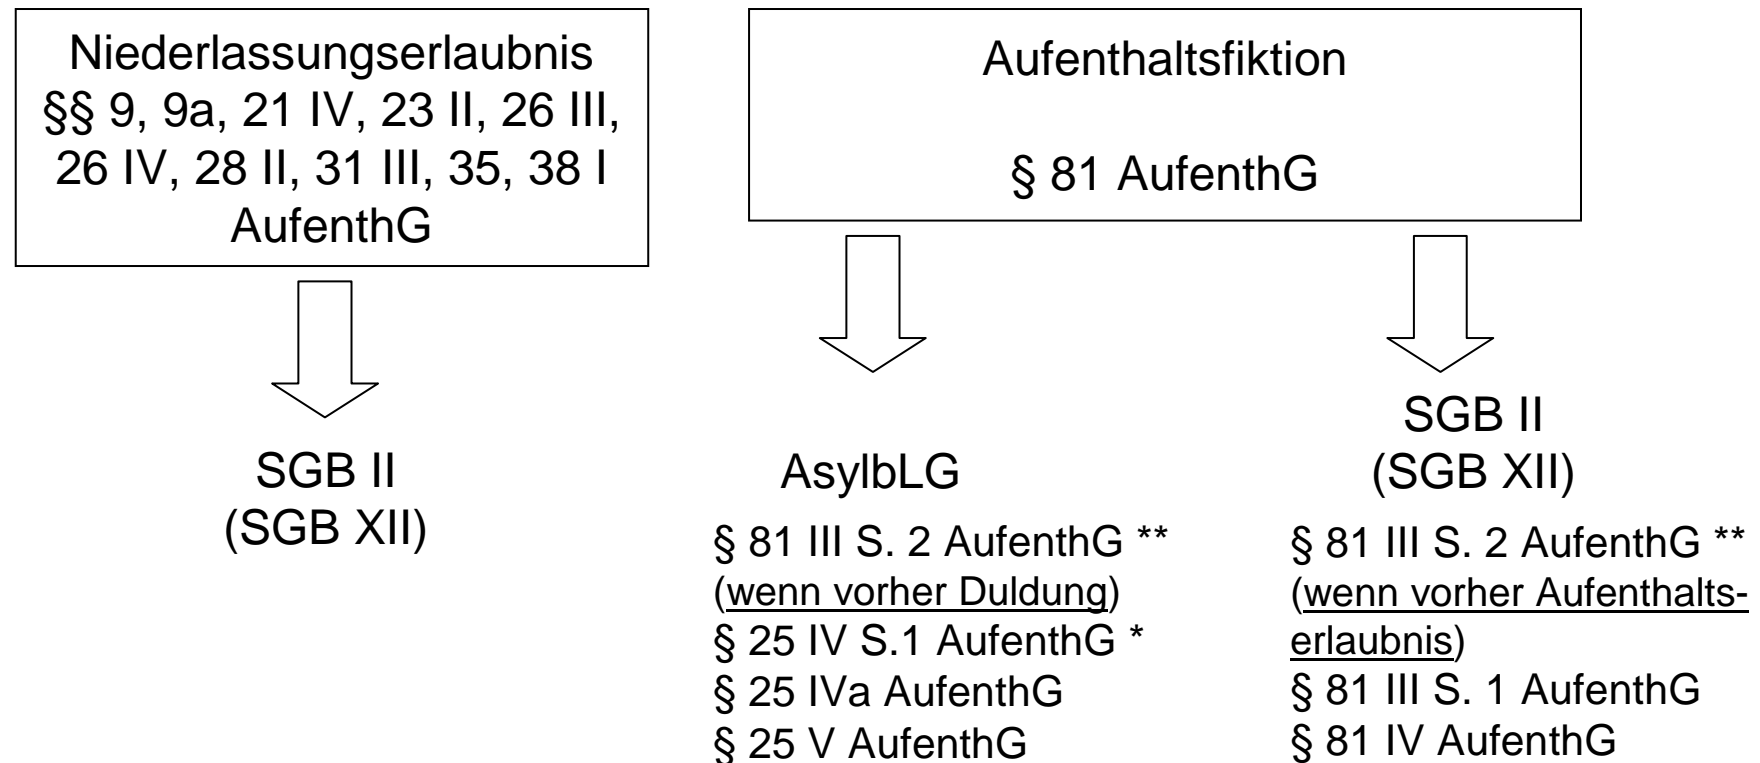 Niederlassungserlaubnis
§§ 9, 9a, 21 IV, 23 II, 26 III,
26 IV, 28 II, 31 III, 35, 38 I
AufenthG
Aufenthaltsfiktion
§ 81 AufenthG
SGB II
(SGB XII)
AsylbLG
§ 81 III S. 2 AufenthG **
(wenn vorher Duldung)
§ 25 IV S.1 AufenthG *
§ 25 IVa AufenthG
§ 25 V AufenthG
SGB II
(SGB XII)
§ 81 III S. 2 AufenthG **
(wenn vorher Aufenthalts-
erlaubnis)
§ 81 III S. 1 AufenthG
§ 81 IV AufenthG